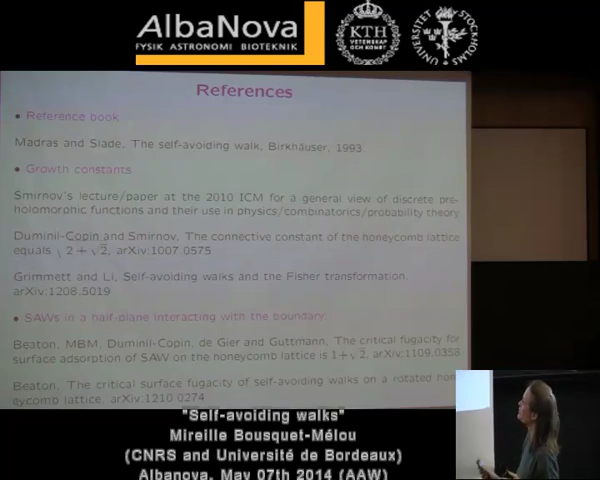 AlbaNova
FYSIK ASTRONOMI BIOTEKNIK
KTH
VETENSKAP
OCH KONST
References
• Reference book
Madras and Slade, The self-avoiding walk, Birkhäuser, 1993
• Growth constants
Smirnov's lecture/paper at the 2010 ICM for a general view of discrete pre-
holomorphic functions and their use in physics/combinatorics/probability theory
Duminil-Copin and Smirnov, The connective constant of the honeycomb lattice
equals √2 + √2, arXiv:1007.0575
Grimmett and Li, Self-avoiding walks and the Fisher transformation,
arXiv:1208.5019
• SAWs in a half-plane interacting with the boundary
Beaton, MBM, Duminil-Copin, de Gier and Guttmann, The critical fugacity for
surface adsorption of SAW on the honeycomb lattice is 1+√2, arXiv:1109.0358
Beaton, The critical surface fugacity of self-avoiding walks on a rotated hon-
eycomb lattice, arXiv:1210.0274
"Self-avoiding walks"
Mireille Bousquet-Mélou
(CNRS and Université de Bordeaux)
Albanova, May 07th 2014 (AAW)